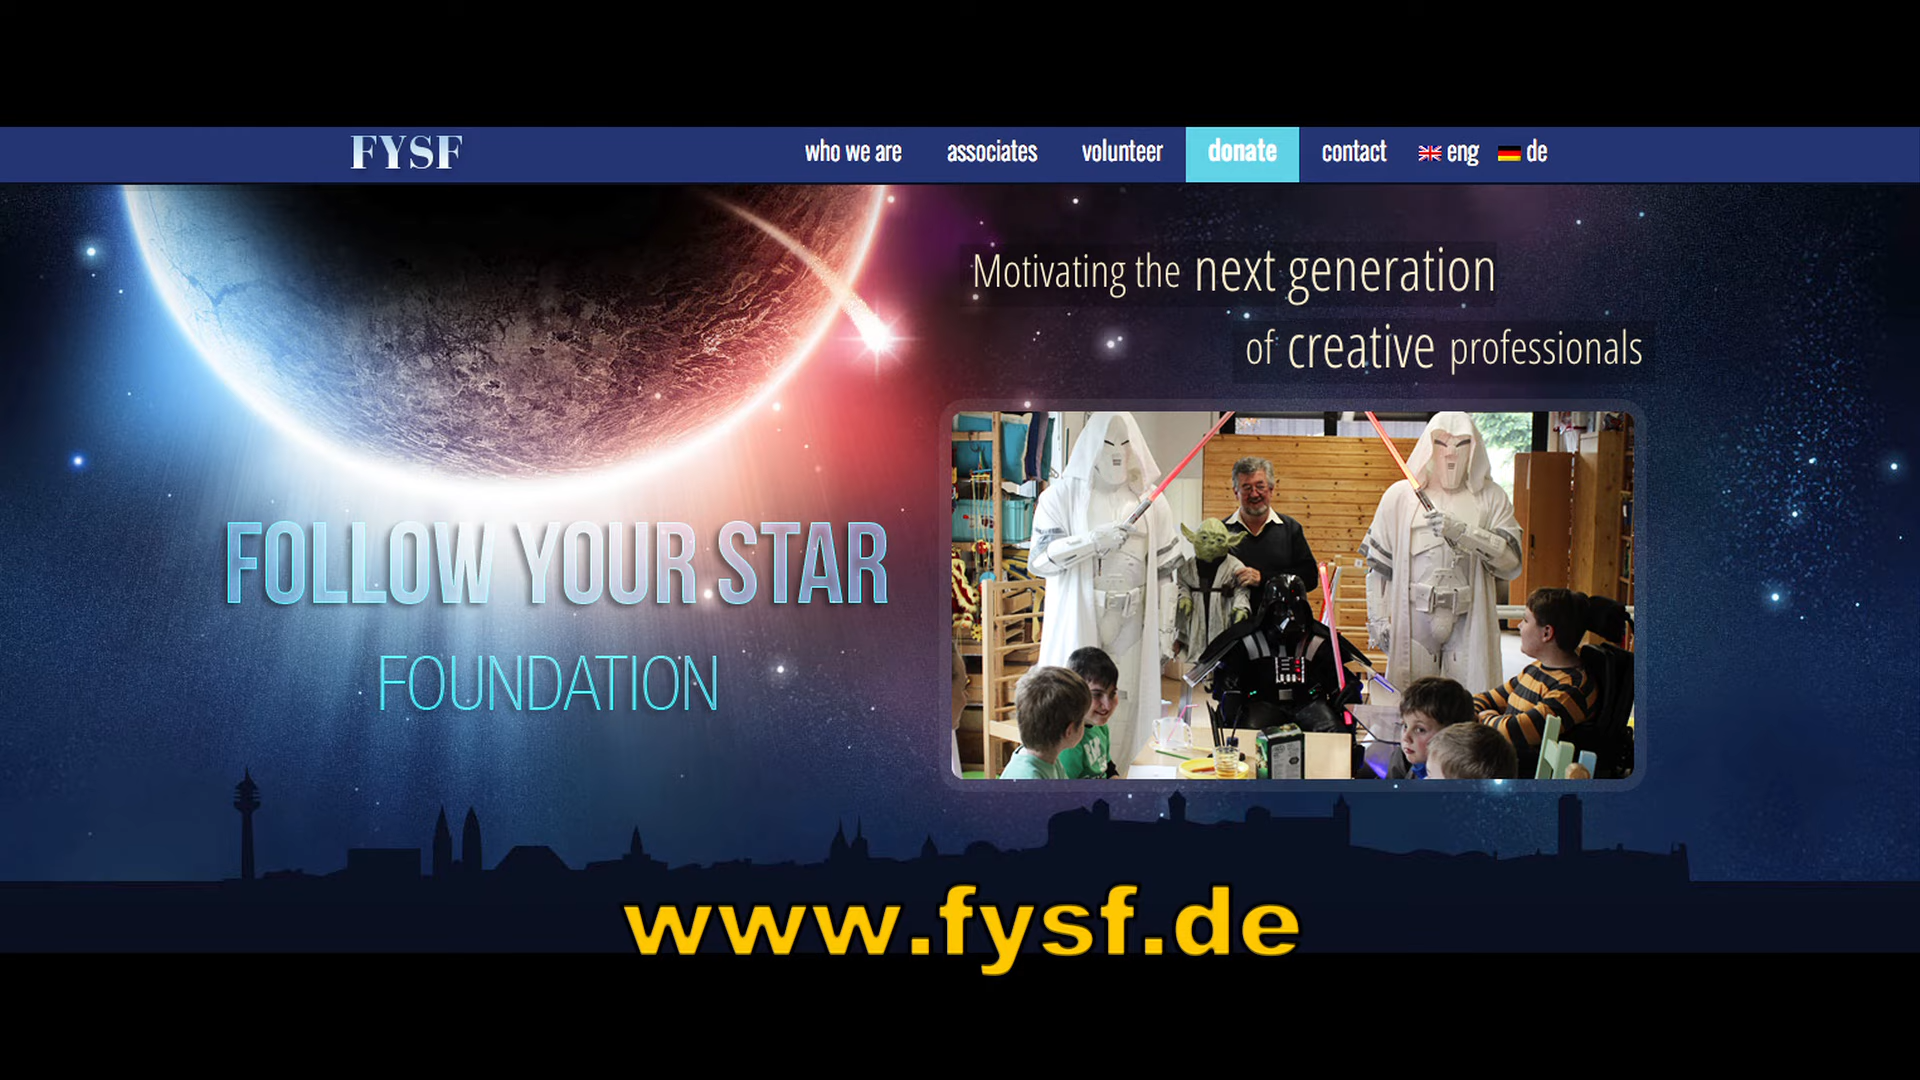 FYSF
who we are
associates
volunteer
donate
contact
eng
de
Motivating the next generation
of creative professionals
FOLLOW YOUR STAR
FOUNDATION
www.fysf.de